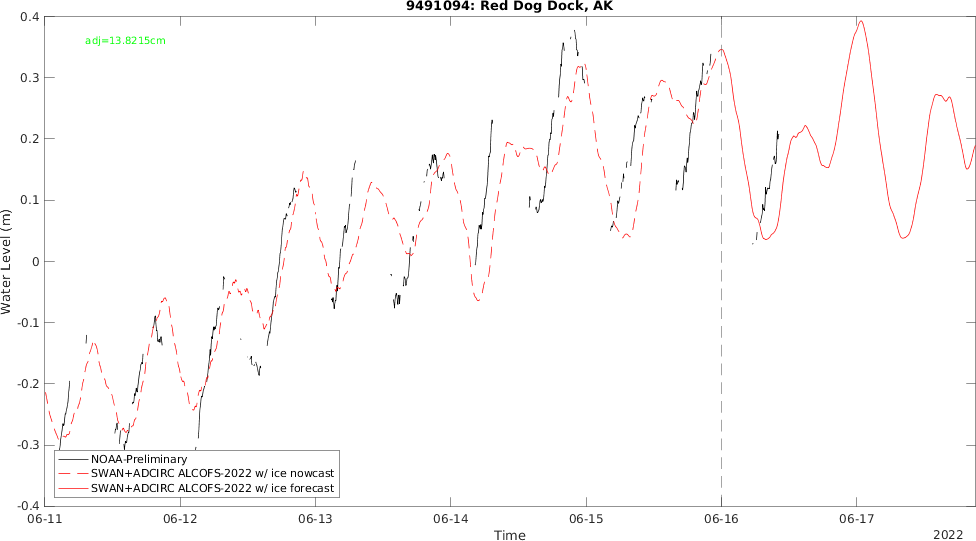 9491094: Red Dog Dock, AK
adj=13.8215cm
Water Level (m)
0.4
0.3
0.2
0.1
0
-0.1
-0.2
-0.3
-0.4
NOAA-Preliminary
SWAN+ADCIRC ALCOFS-2022 w/ ice nowcast
SWAN+ADCIRC ALCOFS-2022 w/ ice forecast
06-11 06-12 06-13 06-14 06-15 06-16 06-17
Time
2022